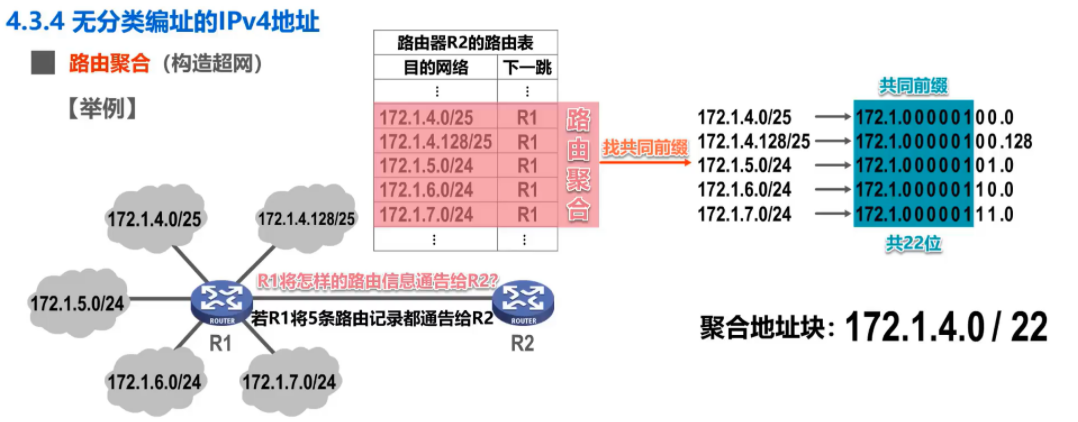 4.3.4 无分类编址的IPv4地址
路由聚合（构造超网）
【举例】
路由器R2的路由表
目的网络 下一跳
⋮ ⋮
172.1.4.0/25 R1
172.1.4.128/25 R1
172.1.5.0/24 R1
172.1.6.0/24 R1
172.1.7.0/24 R1
⋮ ⋮
路由聚合
找共同前缀
共同前缀
172.1.4.0/25 172.1.00000100.0
172.1.4.128/25 172.1.00000100.128
172.1.5.0/24 172.1.00000101.0
172.1.6.0/24 172.1.00000110.0
172.1.7.0/24 172.1.00000111.0
共22位
172.1.4.0/25
172.1.4.128/25
172.1.5.0/24
172.1.6.0/24
172.1.7.0/24
ROUTER
R1
R1将怎样的路由信息通告给R2?
若R1将5条路由记录都通告给R2
ROUTER
R2
聚合地址块：172.1.4.0 / 22